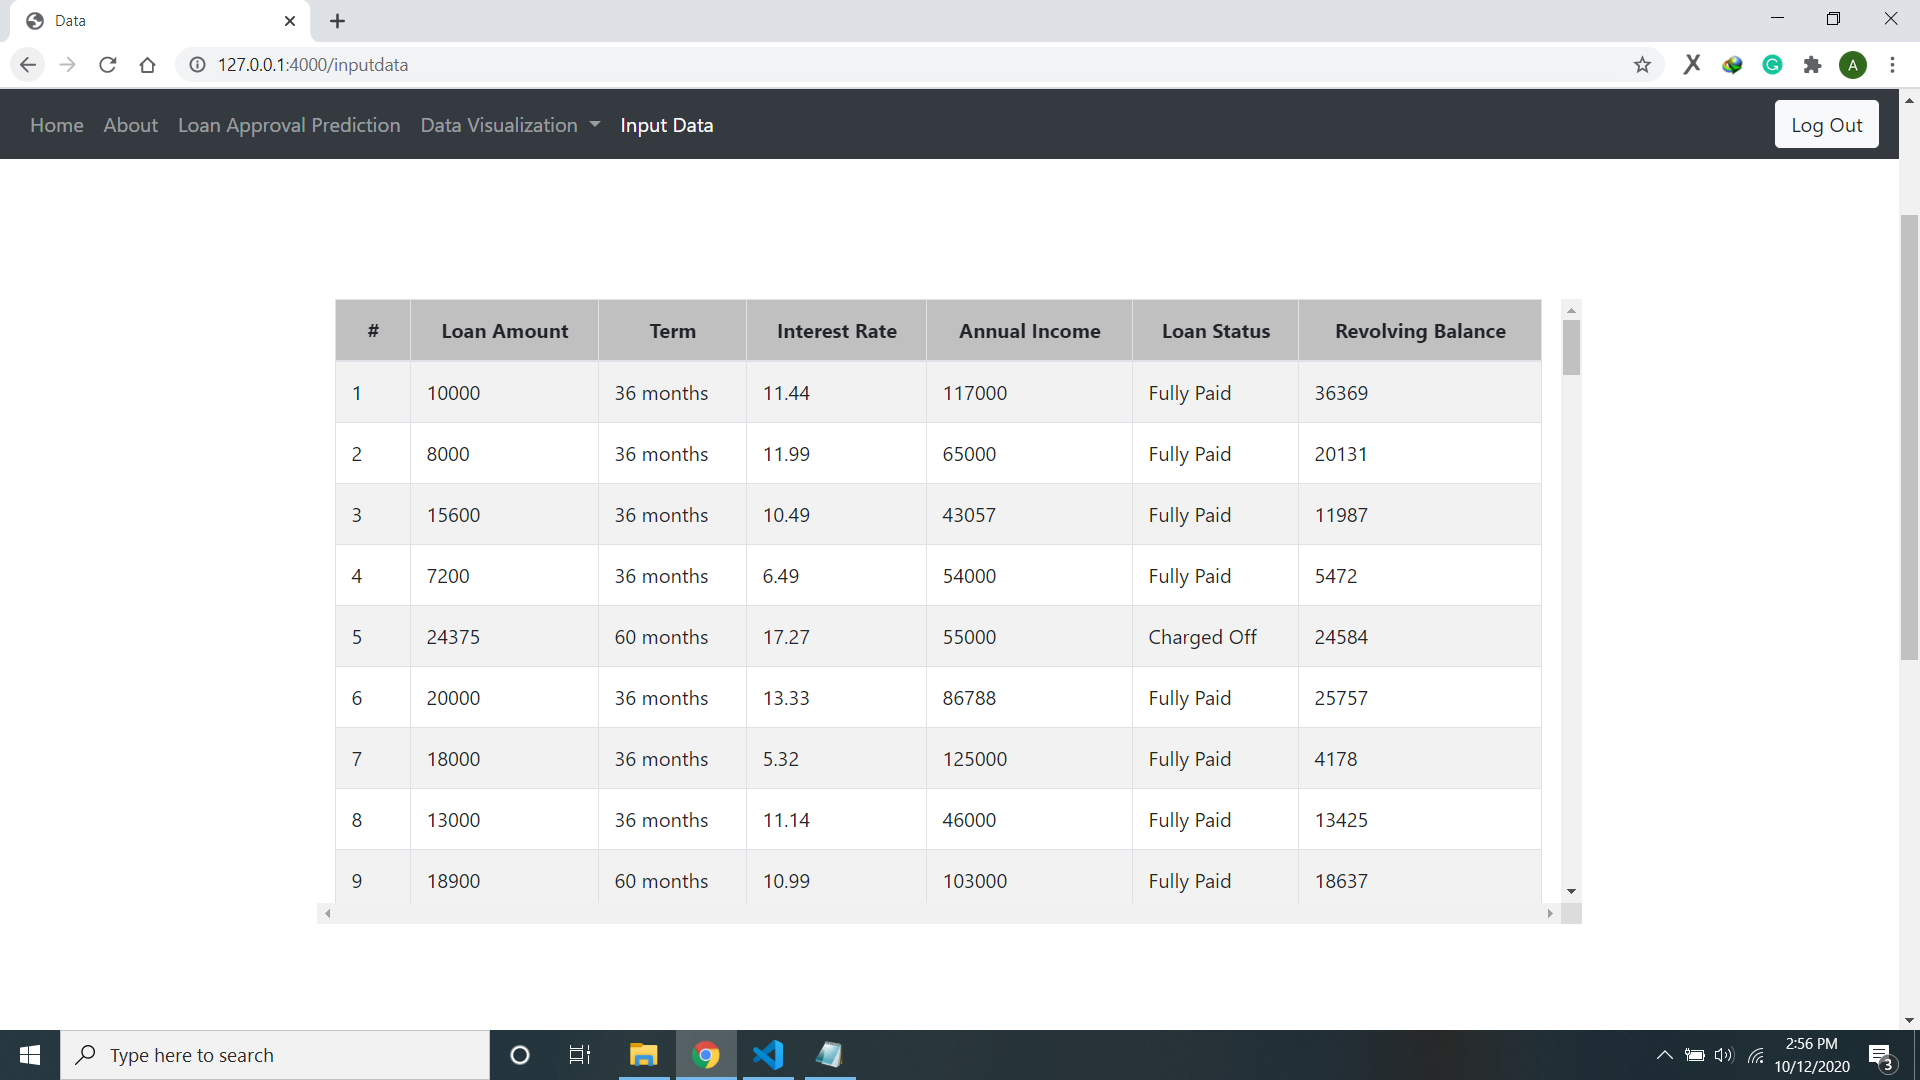 Data
127.0.0.1:4000/inputdata
A
Home About Loan Approval Prediction Data Visualization Input Data Log Out
# Loan Amount Term Interest Rate Annual Income Loan Status Revolving Balance
1 10000 36 months 11.44 117000 Fully Paid 36369
2 8000 36 months 11.99 65000 Fully Paid 20131
3 15600 36 months 10.49 43057 Fully Paid 11987
4 7200 36 months 6.49 54000 Fully Paid 5472
5 24375 60 months 17.27 55000 Charged Off 24584
6 20000 36 months 13.33 86788 Fully Paid 25757
7 18000 36 months 5.32 125000 Fully Paid 4178
8 13000 36 months 11.14 46000 Fully Paid 13425
9 18900 60 months 10.99 103000 Fully Paid 18637
Type here to search
2:56 PM
10/12/2020
3